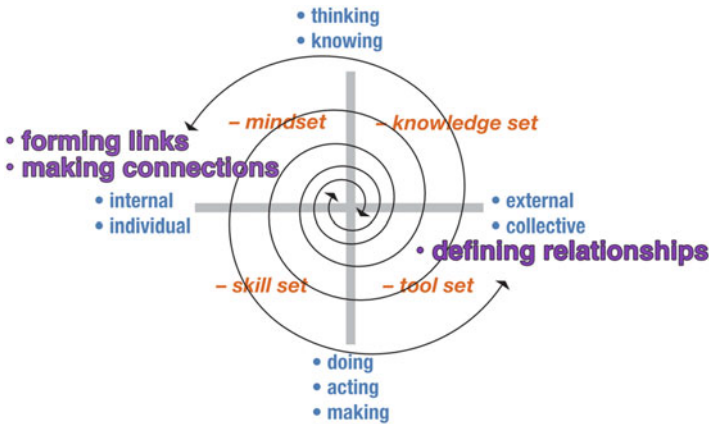 • thinking
• knowing
– mindset
– knowledge set
• forming links
• making connections
• internal
• individual
• external
• collective
• defining relationships
– skill set
– tool set
• doing
• acting
• making